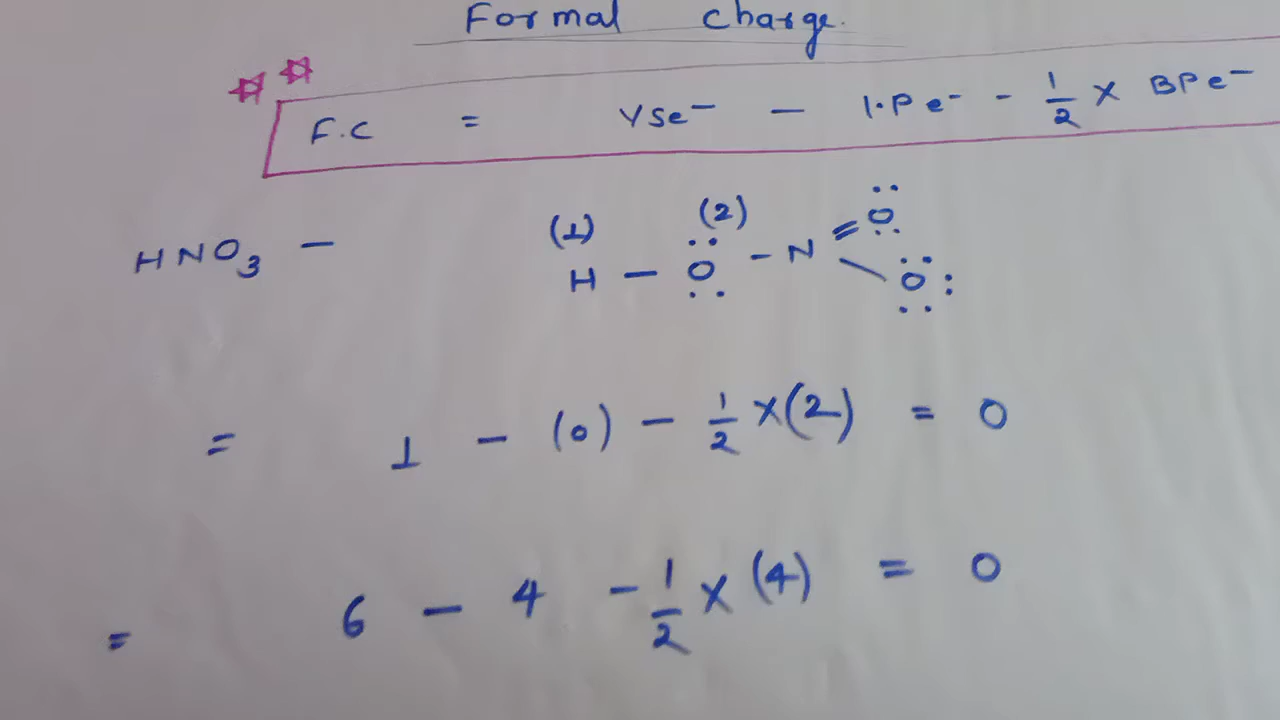 Formal charge.
F.C = VSe⁻ - l.Pe⁻ - 1/2 × BPe⁻
HNO₃ - (1) H - (2) O - N = O O
= 1 - (0) - 1/2 × (2) = 0
= 6 - 4 - 1/2 × (4) = 0